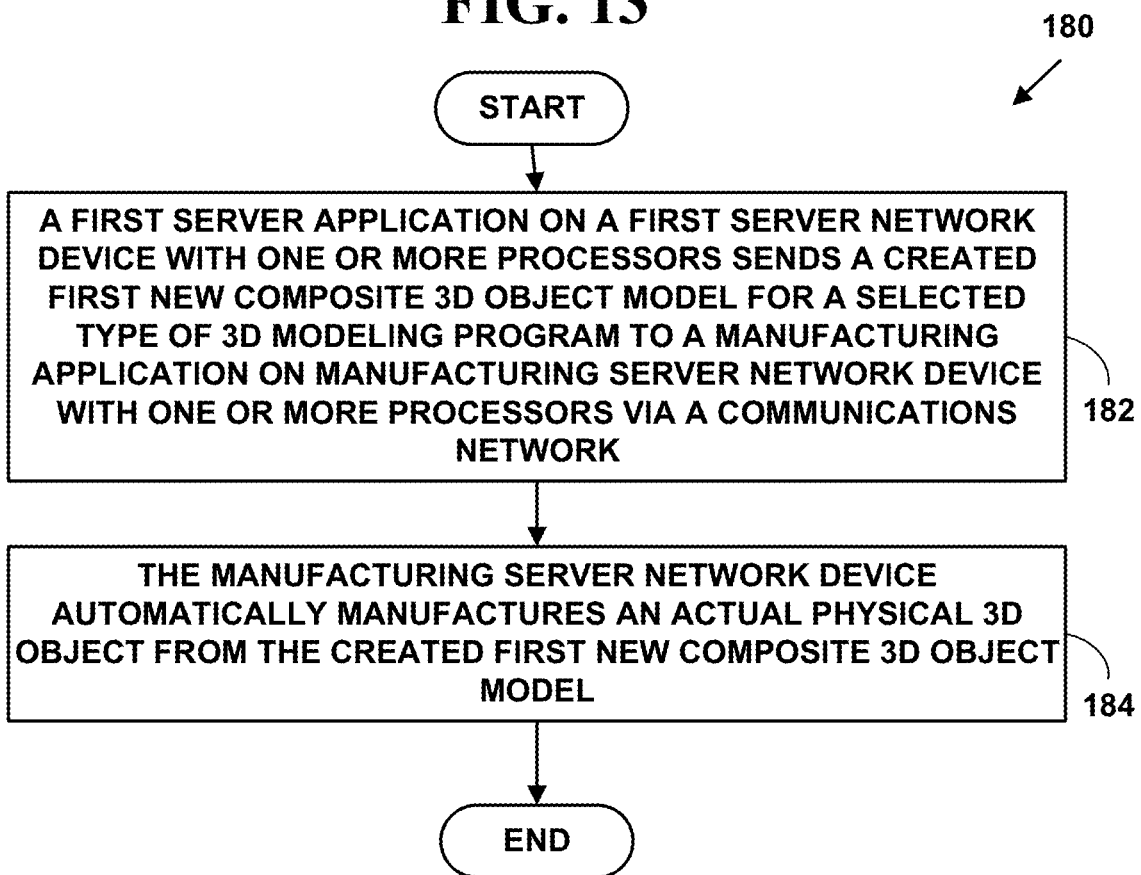 FIG. 13
180
START
A FIRST SERVER APPLICATION ON A FIRST SERVER NETWORK
DEVICE WITH ONE OR MORE PROCESSORS SENDS A CREATED
FIRST NEW COMPOSITE 3D OBJECT MODEL FOR A SELECTED
TYPE OF 3D MODELING PROGRAM TO A MANUFACTURING
APPLICATION ON MANUFACTURING SERVER NETWORK DEVICE
WITH ONE OR MORE PROCESSORS VIA A COMMUNICATIONS
NETWORK
182
THE MANUFACTURING SERVER NETWORK DEVICE
AUTOMATICALLY MANUFACTURES AN ACTUAL PHYSICAL 3D
OBJECT FROM THE CREATED FIRST NEW COMPOSITE 3D OBJECT
MODEL
184
END